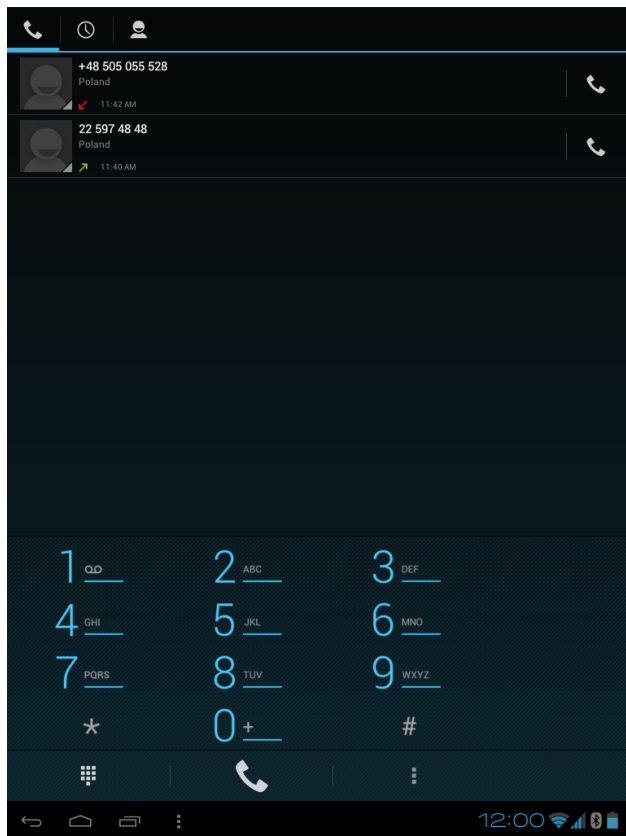 +48 505 055 528
Poland
11:42 AM
22 597 48 48
Poland
11:40 AM
1
2 ABC
3 DEF
4 GHI
5 JKL
6 MNO
7 PQRS
8 TUV
9 WXYZ
*
0 +
#
12:00